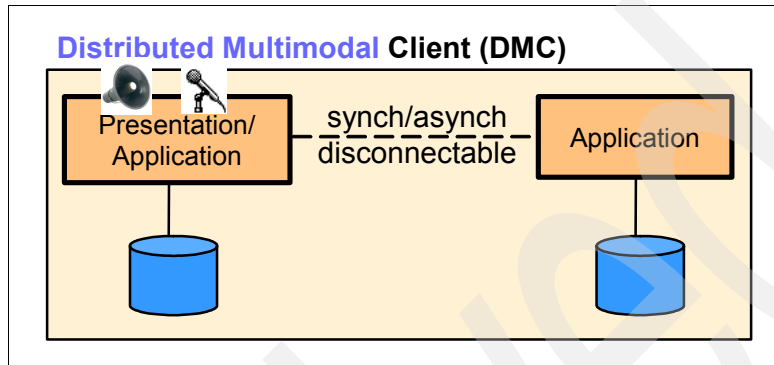 Distributed Multimodal Client (DMC)
Presentation/
Application
synch/asynch
disconnectable
Application